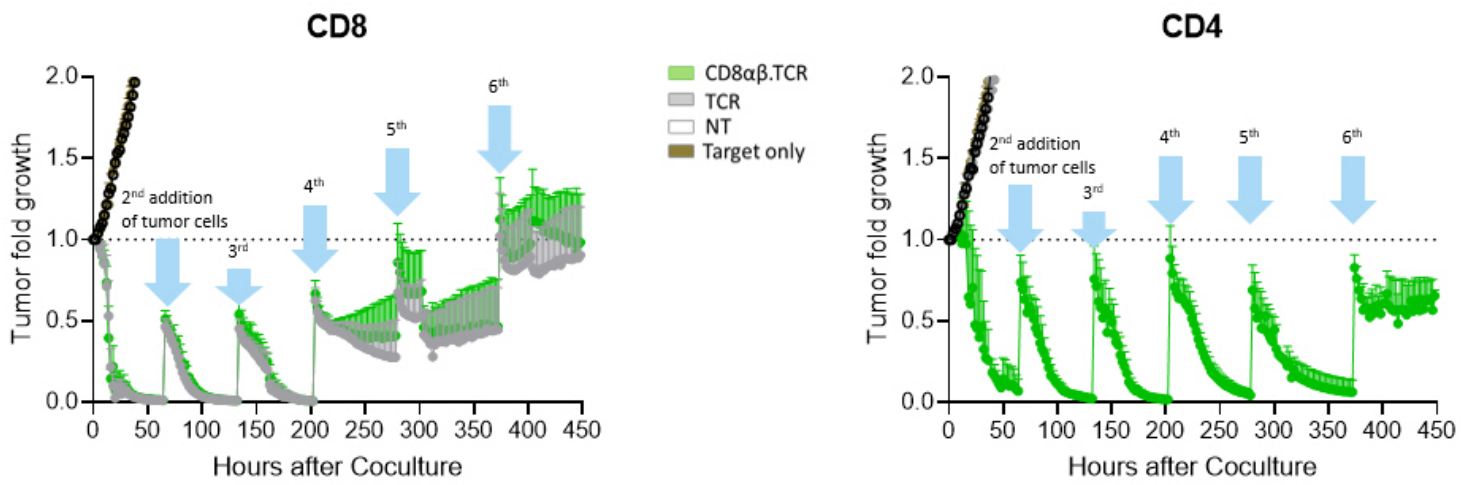 CD8
2.0
1.5
1.0
0.5
0.0
Tumor fold growth
2nd addition
of tumor cells
3rd
4th
5th
6th
0 50 100 150 200 250 300 350 400 450
Hours after Coculture
CD8αβ.TCR
TCR
NT
Target only
CD4
2.0
1.5
1.0
0.5
0.0
Tumor fold growth
2nd addition
of tumor cells
3rd
4th
5th
6th
0 50 100 150 200 250 300 350 400 450
Hours after Coculture